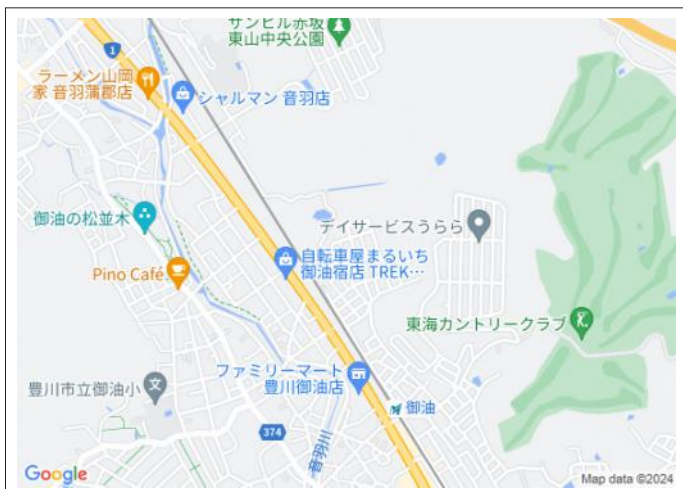 サンヒル赤坂
東山中央公園
1
ラーメン山岡
家 音羽蒲郡店
シャルマン 音羽店
御油の松並木
デイサービスうらら
自転車屋まるいち
御油宿店 TREK…
Pino Café
東海カントリークラブ
ファミリーマート
豊川御油店
豊川市立御油小
御油
374
音羽川
Google
Map data ©2024